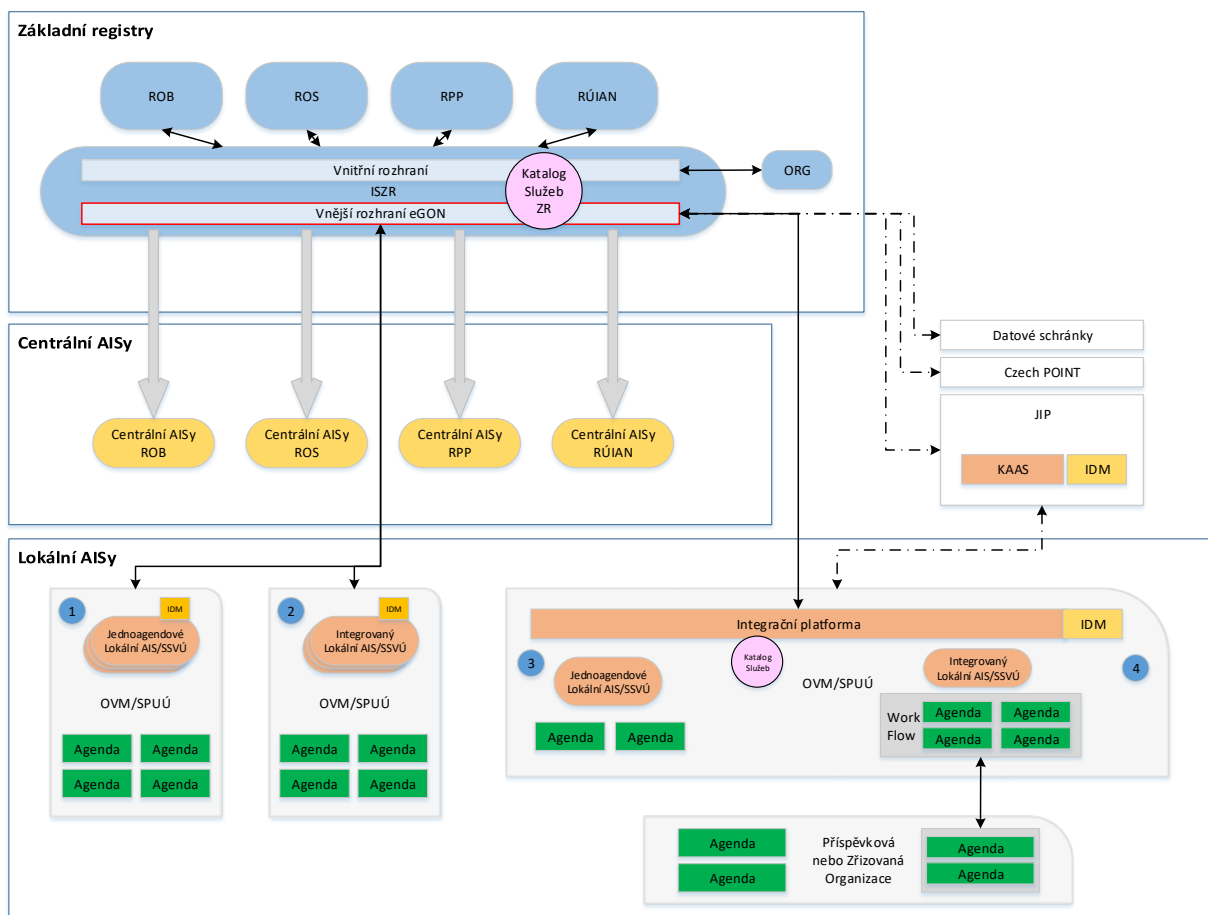 Základní registry
ROB
ROS
RPP
RÚIAN
Vnitřní rozhraní
ISZR
Vnější rozhraní eGON
Katalog
Služeb
ZR
ORG
Centrální AISy
Centrální AISy
ROB
Centrální AISy
ROS
Centrální AISy
RPP
Centrální AISy
RÚIAN
Datové schránky
Czech POINT
JIP
KAAS
IDM
Lokální AISy
1
IDM
Jednoagendové
Lokální AIS/SSVÚ
OVM/SPUÚ
Agenda
Agenda
Agenda
Agenda
2
IDM
Integrovaný
Lokální AIS/SSVÚ
OVM/SPUÚ
Agenda
Agenda
Agenda
Agenda
Integrační platforma
IDM
3
Jednoagendové
Lokální AIS/SSVÚ
Katalog
Služeb
OVM/SPUÚ
Integrovaný
Lokální AIS/SSVÚ
4
Agenda
Agenda
Work
Flow
Agenda
Agenda
Agenda
Agenda
Agenda
Agenda
Příspěvková
nebo Zřizovaná
Organizace
Agenda
Agenda